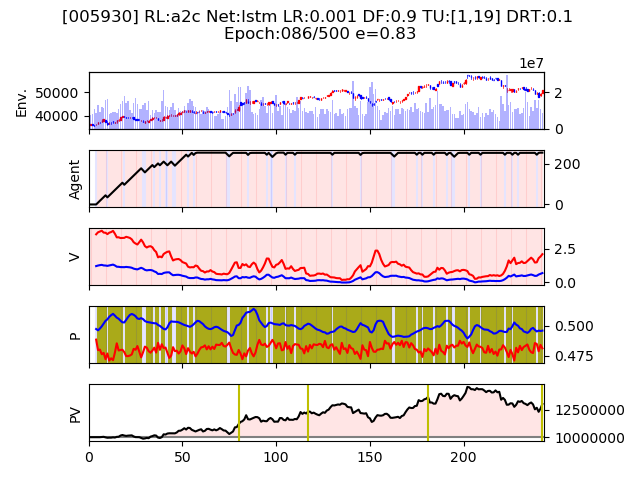 [005930] RL:a2c Net:lstm LR:0.001 DF:0.9 TU:[1,19] DRT:0.1
Epoch:086/500 e=0.83
1e7
Env.
50000
40000
2
0
Agent
200
0
V
2.5
0.0
P
0.500
0.475
PV
12500000
10000000
0 50 100 150 200